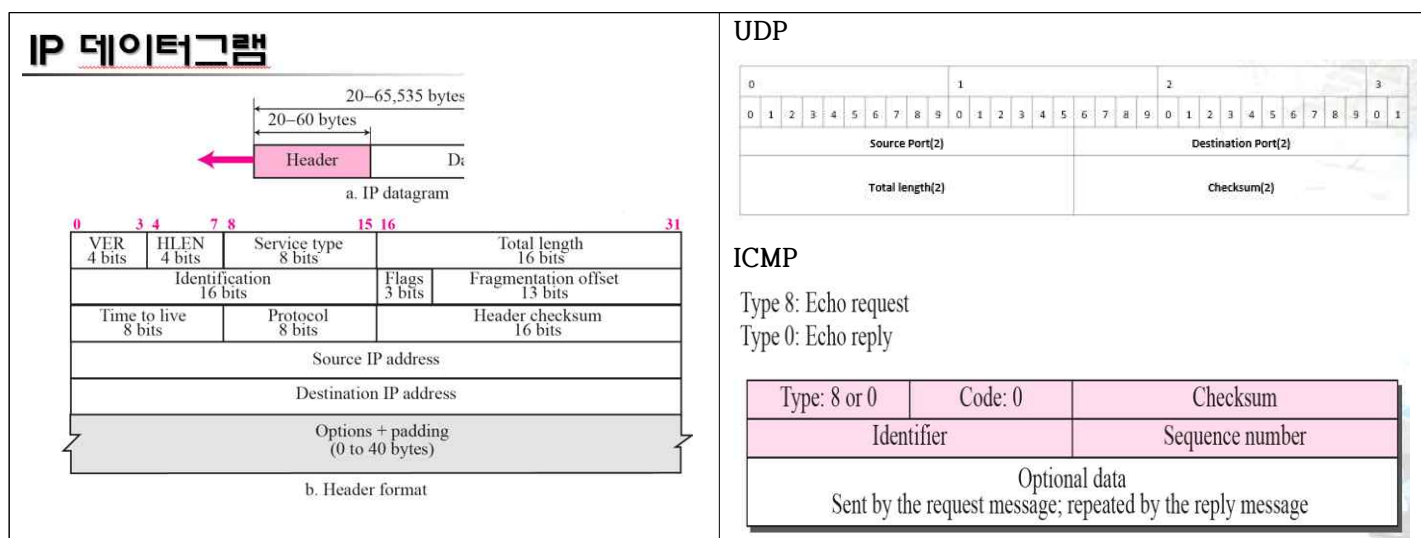 IP 데이터그램
20–65,535 bytes
20–60 bytes
Header
a. IP datagram
0 3 4 7 8 15 16 31
VER HLEN Service type Total length
4 bits 4 bits 8 bits 16 bits
Identification Flags Fragmentation offset
16 bits 3 bits 13 bits
Time to live Protocol Header checksum
8 bits 8 bits 16 bits
Source IP address
Destination IP address
Options + padding
(0 to 40 bytes)
b. Header format
UDP
0 1 2 3
0 1 2 3 4 5 6 7 8 9 0 1 2 3 4 5 6 7 8 9 0 1 2 3 4 5 6 7 8 9 0 1
Source Port(2) Destination Port(2)
Total length(2) Checksum(2)
ICMP
Type 8: Echo request
Type 0: Echo reply
Type: 8 or 0 Code: 0 Checksum
Identifier Sequence number
Optional data
Sent by the request message; repeated by the reply message